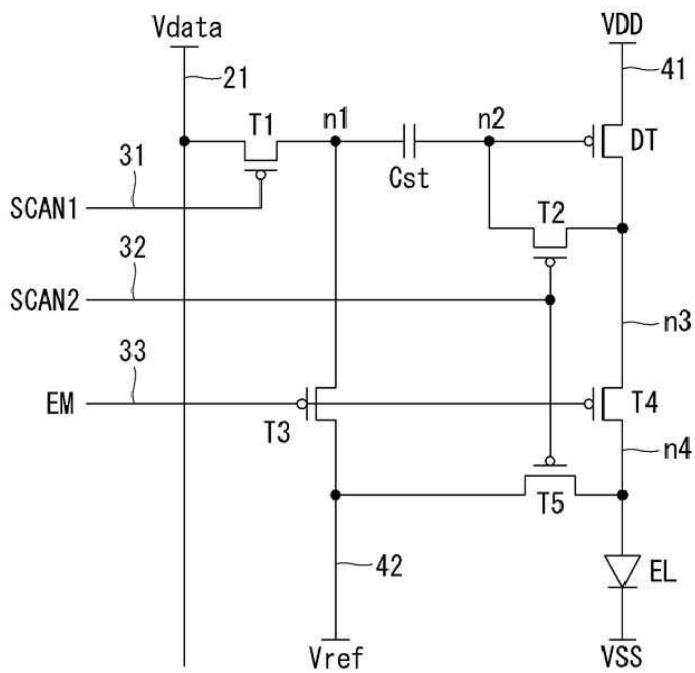 Vdata
VDD
21
41
T1
n1
n2
DT
31
Cst
SCAN1
T2
32
SCAN2
n3
33
EM
T3
T4
n4
T5
42
EL
Vref
VSS